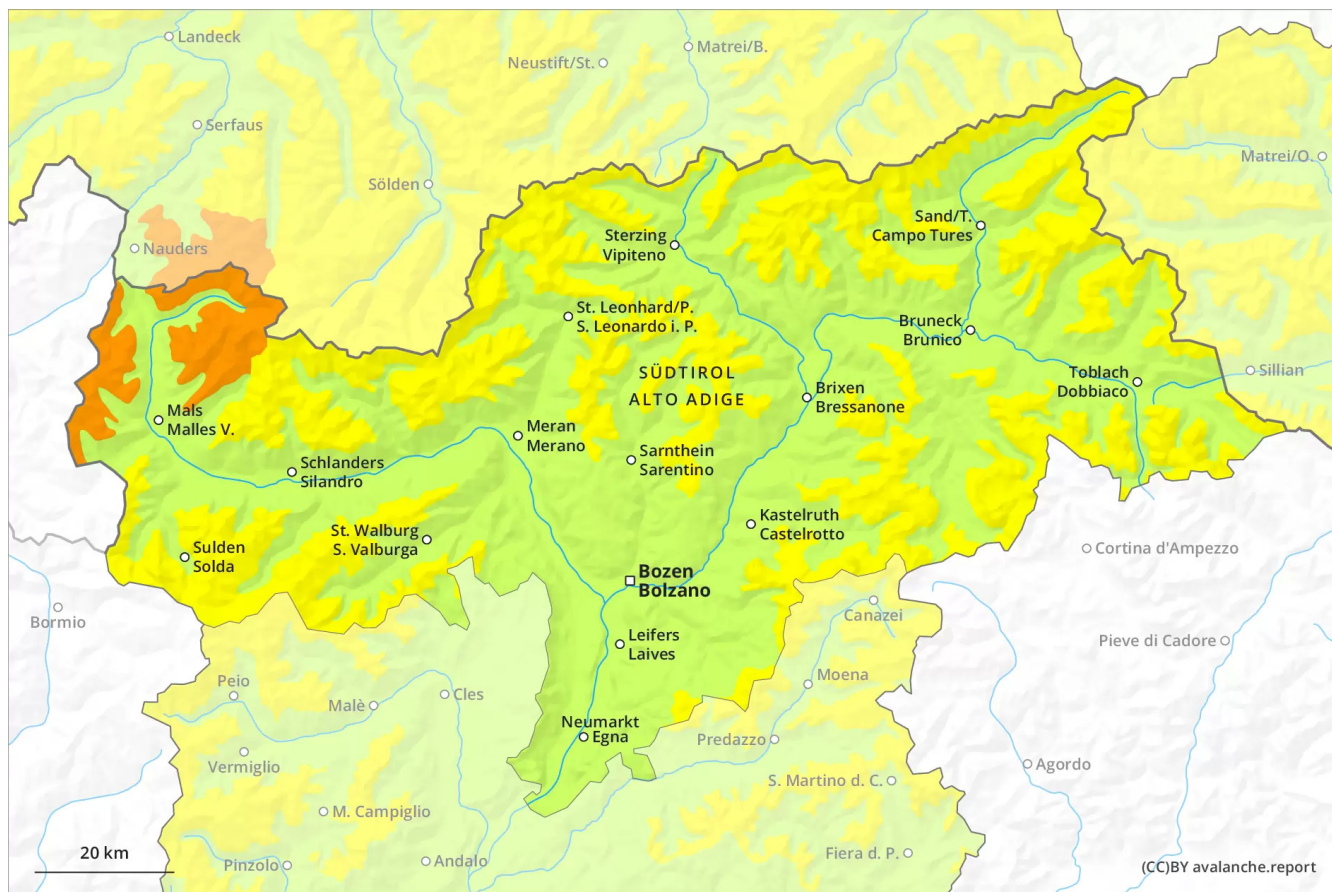 Landeck
Matrei/B.
Neustift/St.
Serfaus
Matrei/O.
Sölden
Sand/T.
Campo Tures
Nauders
Sterzing
Vipiteno
St. Leonhard/P.
S. Leonardo i. P.
Bruneck
Brunico
SÜDTIROL
ALTO ADIGE
Toblach
Dobbiaco
Sillian
Brixen
Bressanone
Mals
Malles V.
Meran
Merano
Sarnthein
Sarentino
Schlanders
Silandro
Kastelruth
Castelrotto
St. Walburg
S. Valburga
Sulden
Solda
Cortina d'Ampezzo
Bozen
Bolzano
Bormio
Canazei
Leifers
Laives
Pieve di Cadore
Peio
Malè
Cles
Moena
Neumarkt
Egna
Predazzo
Vermiglio
Agordo
S. Martino d. C.
M. Campiglio
20 km
Pinzolo
Andalo
Fiera d. P.
(CC)BY avalanche.report